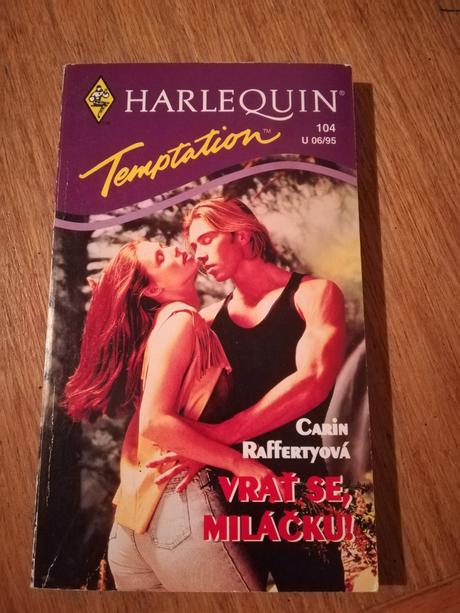 HARLEQUIN®
Temptation™
104
U 06/95
CARIN
RAFFERTYOVÁ
VRAŤ SE,
MILÁČKU!